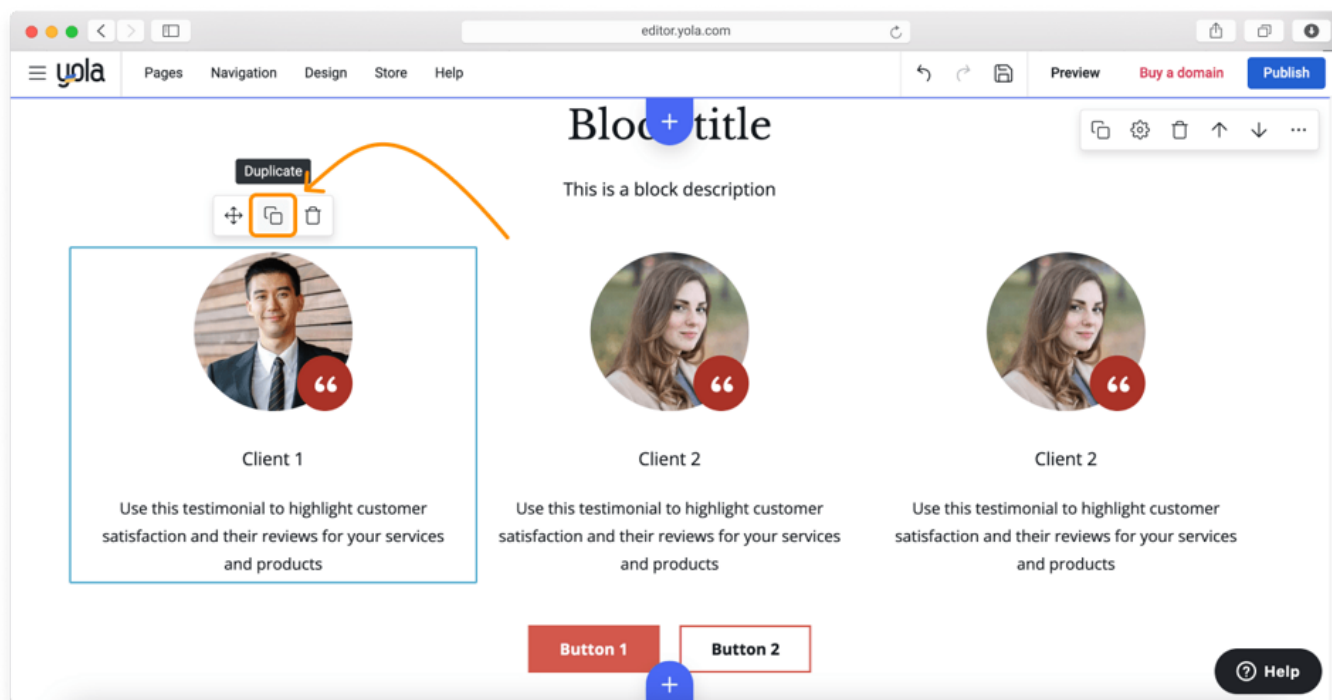 editor.yola.com
yola
Pages Navigation Design Store Help
Preview Buy a domain Publish
Block title
Duplicate
This is a block description
Client 1
Use this testimonial to highlight customer
satisfaction and their reviews for your services
and products
Client 2
Use this testimonial to highlight customer
satisfaction and their reviews for your services
and products
Client 2
Use this testimonial to highlight customer
satisfaction and their reviews for your services
and products
Button 1 Button 2
Help